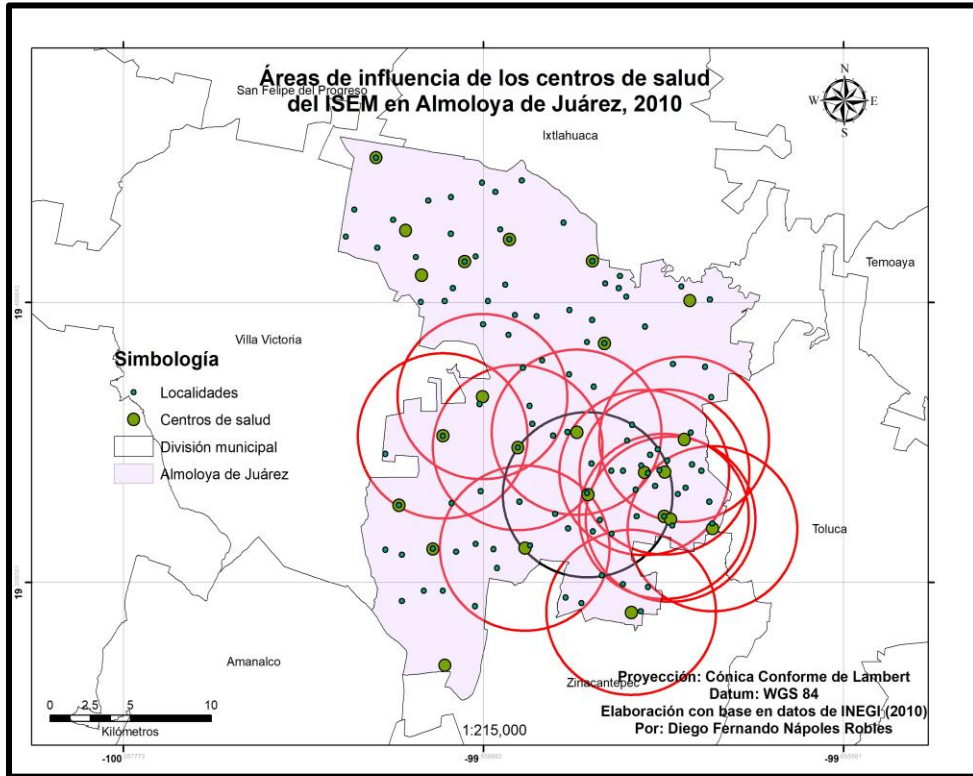 Áreas de influencia de los centros de salud
del ISEM en Almoloya de Juárez, 2010
San Felipe del Progreso
Ixtlahuaca
N
W E
S
Temoaya
Villa Victoria
Simbología
Localidades
Centros de salud
División municipal
Almoloya de Juárez
Toluca
Amanalco
Zinacantepec
Proyección: Cónica Conforme de Lambert
Datum: WGS 84
Elaboración con base en datos de INEGI (2010)
Por: Diego Fernando Nápoles Robles
0 2.5 5 10
Kilómetros
1:215,000
19
19
-100
-99
-99